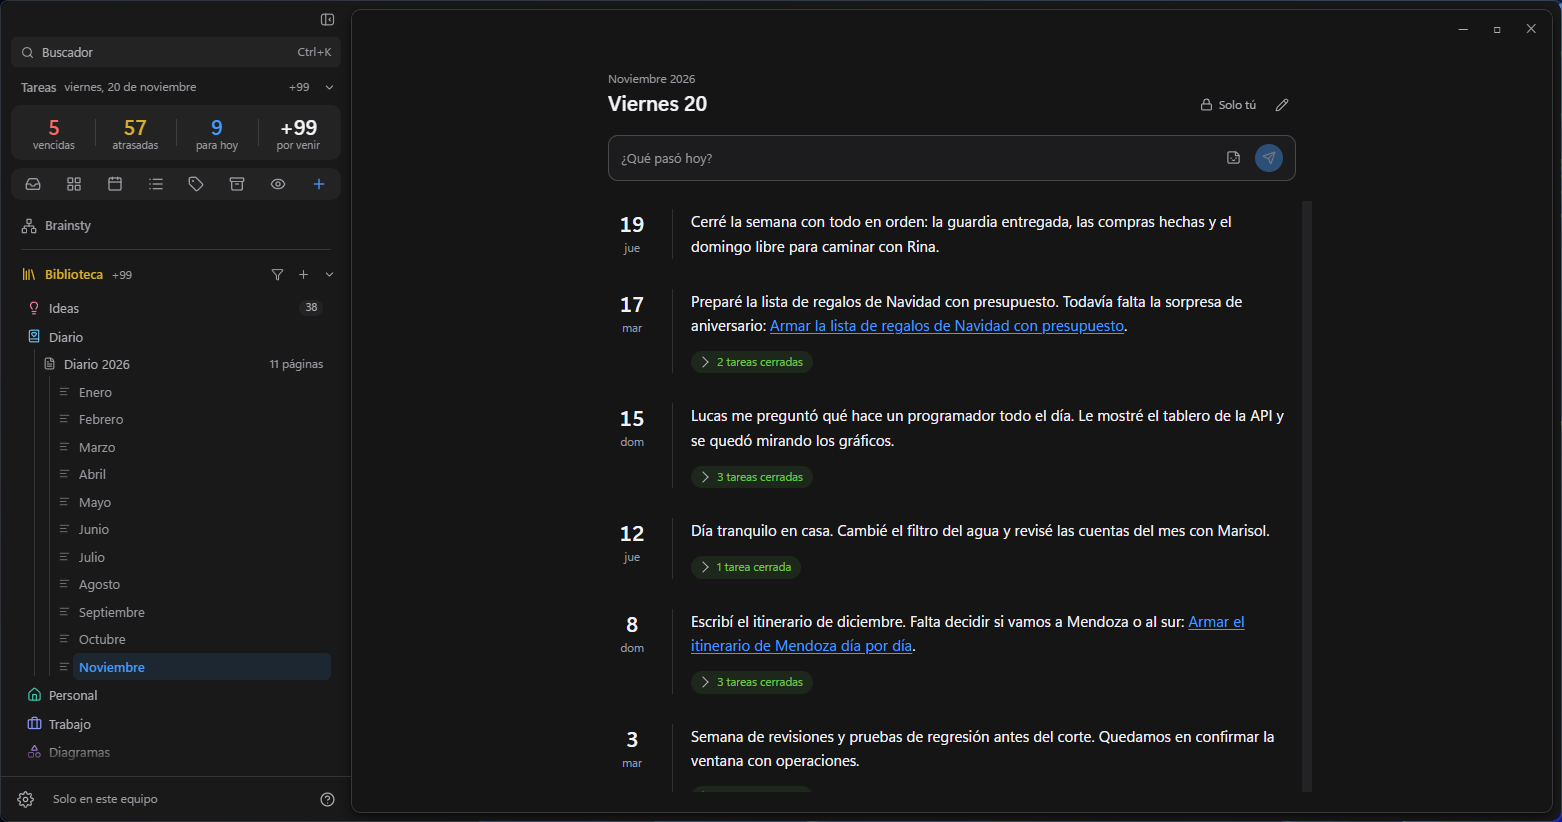 Buscador
Ctrl+K
Tareas viernes, 20 de noviembre +99
5 vencidas
57 atrasadas
9 para hoy
+99 por venir
Brainsty
Biblioteca +99
Ideas 38
Diario
Diario 2026 11 páginas
Enero
Febrero
Marzo
Abril
Mayo
Junio
Julio
Agosto
Septiembre
Octubre
Noviembre
Personal
Trabajo
Diagramas
Solo en este equipo
Noviembre 2026
Viernes 20
Solo tú
¿Qué pasó hoy?
19 jue
Cerré la semana con todo en orden: la guardia entregada, las compras hechas y el
domingo libre para caminar con Rina.
17 mar
Preparé la lista de regalos de Navidad con presupuesto. Todavía falta la sorpresa de
aniversario: Armar la lista de regalos de Navidad con presupuesto.
2 tareas cerradas
15 dom
Lucas me preguntó qué hace un programador todo el día. Le mostré el tablero de la API y
se quedó mirando los gráficos.
3 tareas cerradas
12 jue
Día tranquilo en casa. Cambié el filtro del agua y revisé las cuentas del mes con Marisol.
1 tarea cerrada
8 dom
Escribí el itinerario de diciembre. Falta decidir si vamos a Mendoza o al sur: Armar el
itinerario de Mendoza día por día.
3 tareas cerradas
3 mar
Semana de revisiones y pruebas de regresión antes del corte. Quedamos en confirmar la
ventana con operaciones.